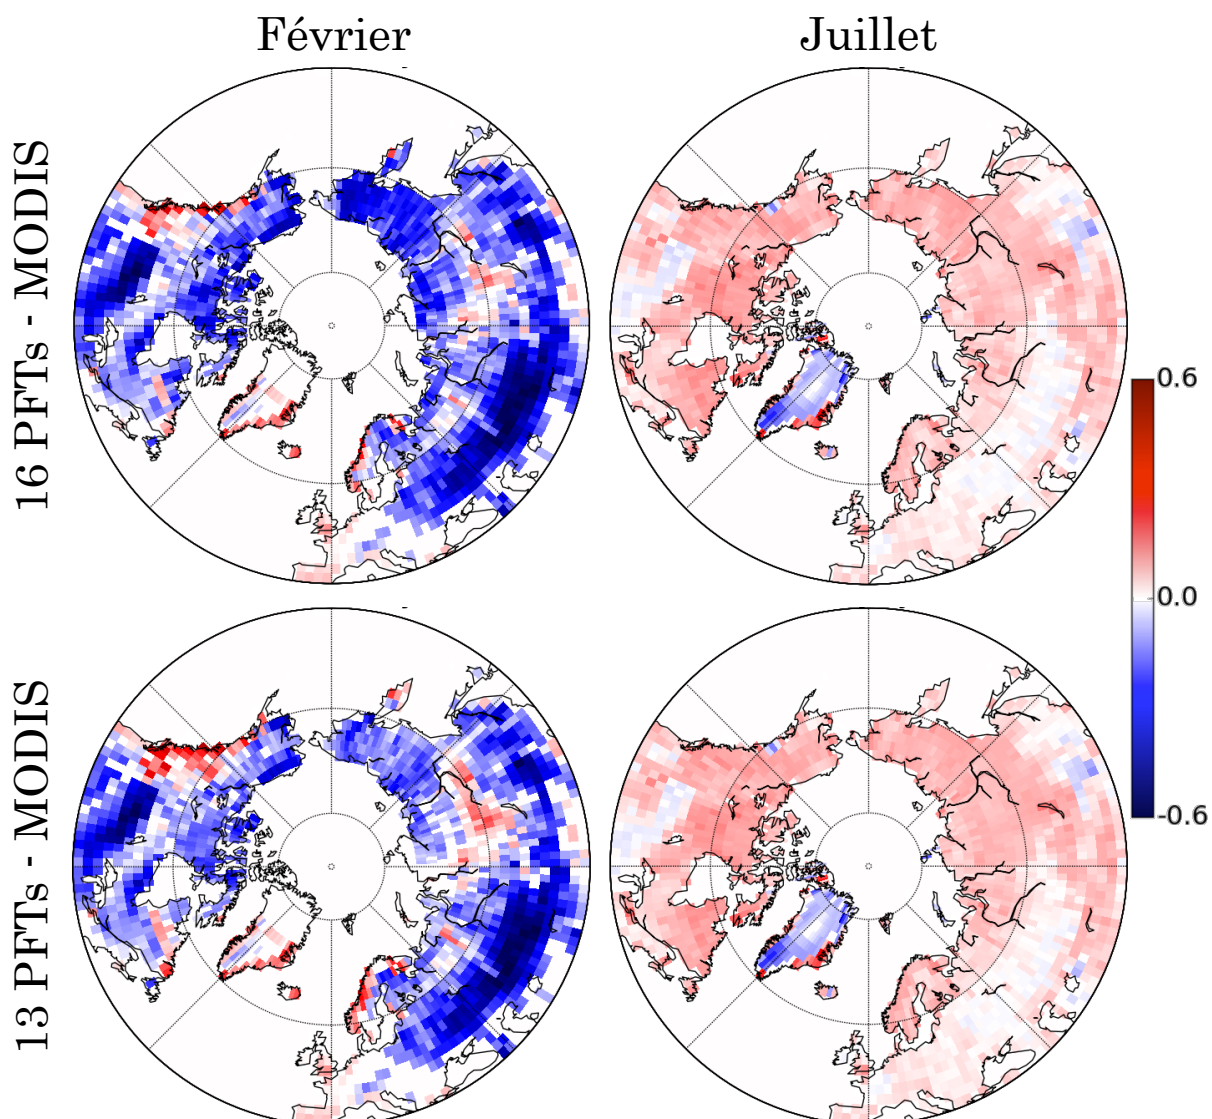 Février
Juillet
16 PFTs - MODIS
13 PFTs - MODIS
0.6
0.0
-0.6